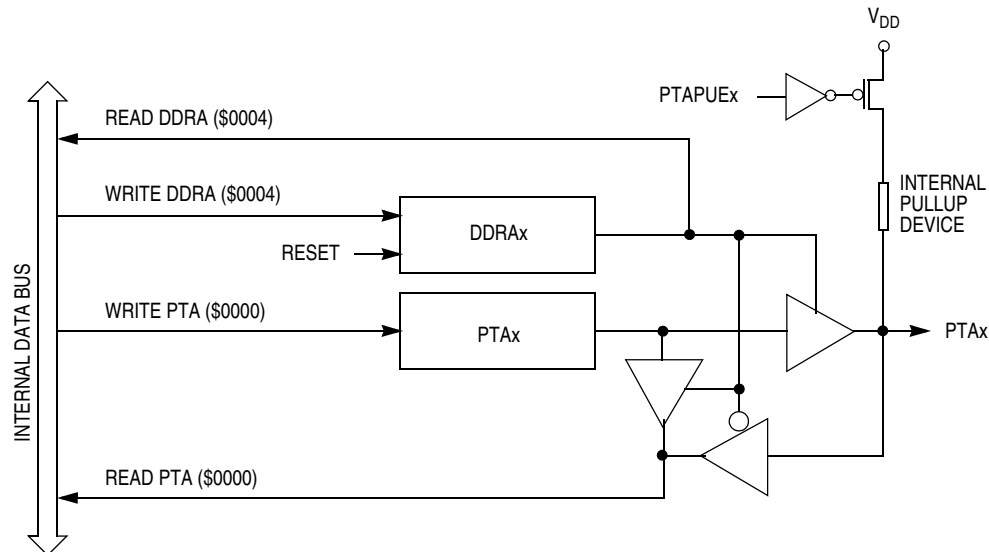 VDD
PTAPUEx
READ DDRA ($0004)
WRITE DDRA ($0004)
INTERNAL
PULLUP
DEVICE
DDRAx
RESET
WRITE PTA ($0000)
PTAx
PTAx
INTERNAL DATA BUS
READ PTA ($0000)